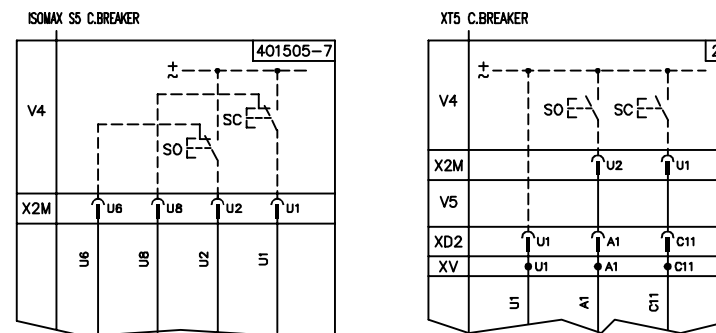 ISOMAX S5 C.BREAKER
401505-7
V4
SC
SO
X2M
U6
U8
U2
U1
U6
U8
U2
U1
XT5 C.BREAKER
2
V4
SO
SC
X2M
U2
U1
V5
XD2
U1
A1
C11
XV
U1
A1
C11
U1
A1
C11